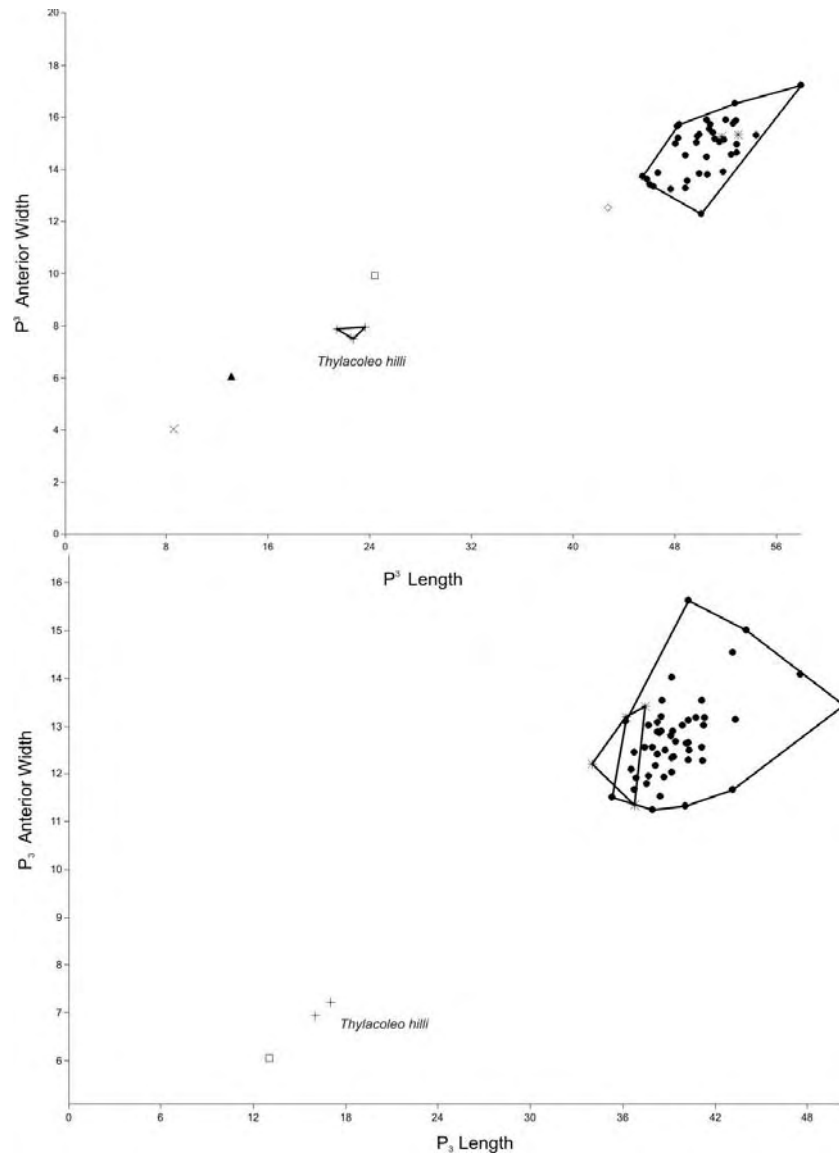 20
18
16
14
12
10
8
6
4
2
0
P³ Anterior Width
Thylacoleo hilli
0 8 16 24 32 40 48 56
P³ Length
16
15
14
13
12
11
10
9
8
7
6
P₃ Anterior Width
Thylacoleo hilli
0 12 18 24 30 36 42 48
P₃ Length